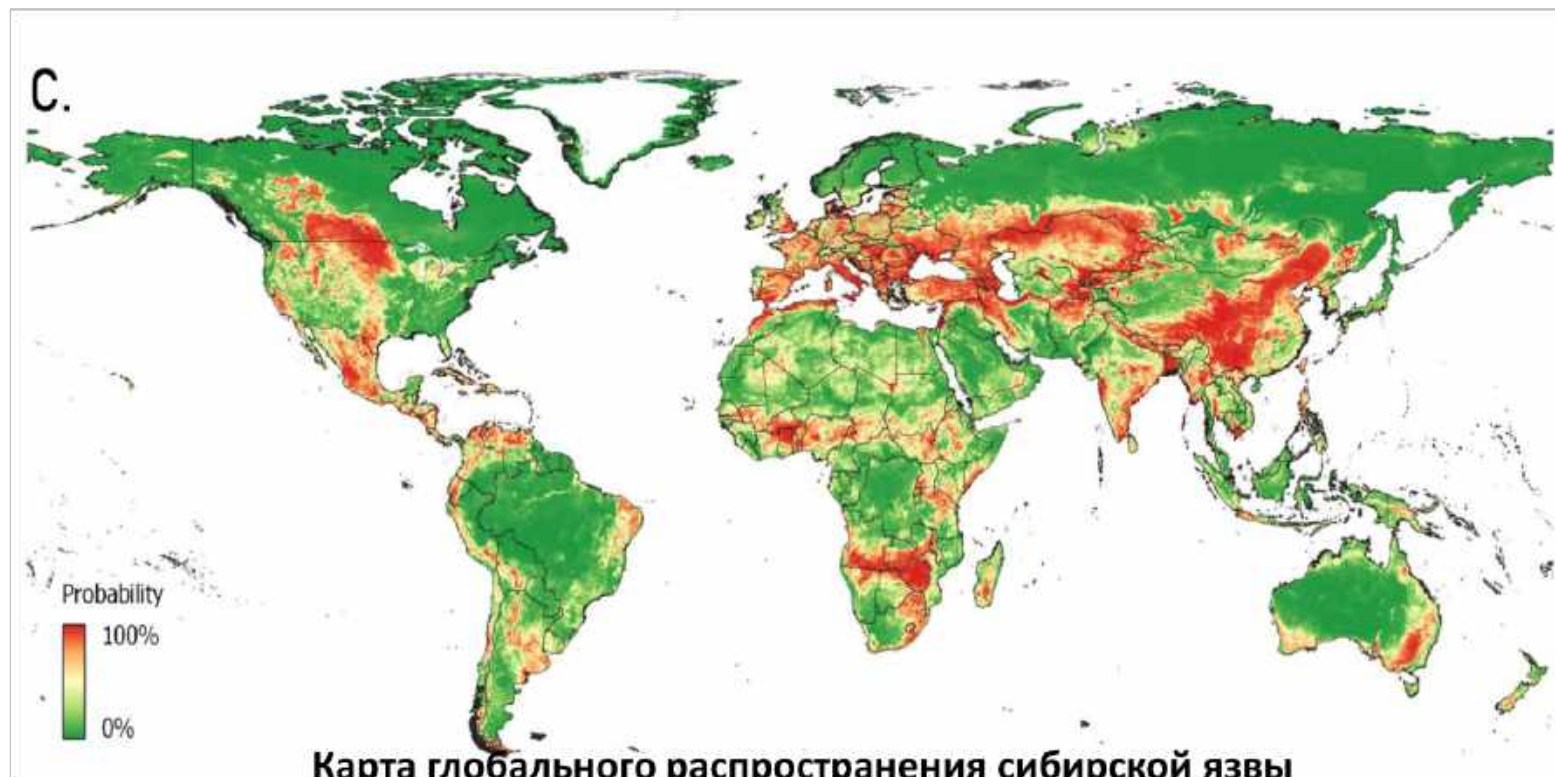 C.
Probability
100%
0%
Карта глобального распространения сибирской язвы